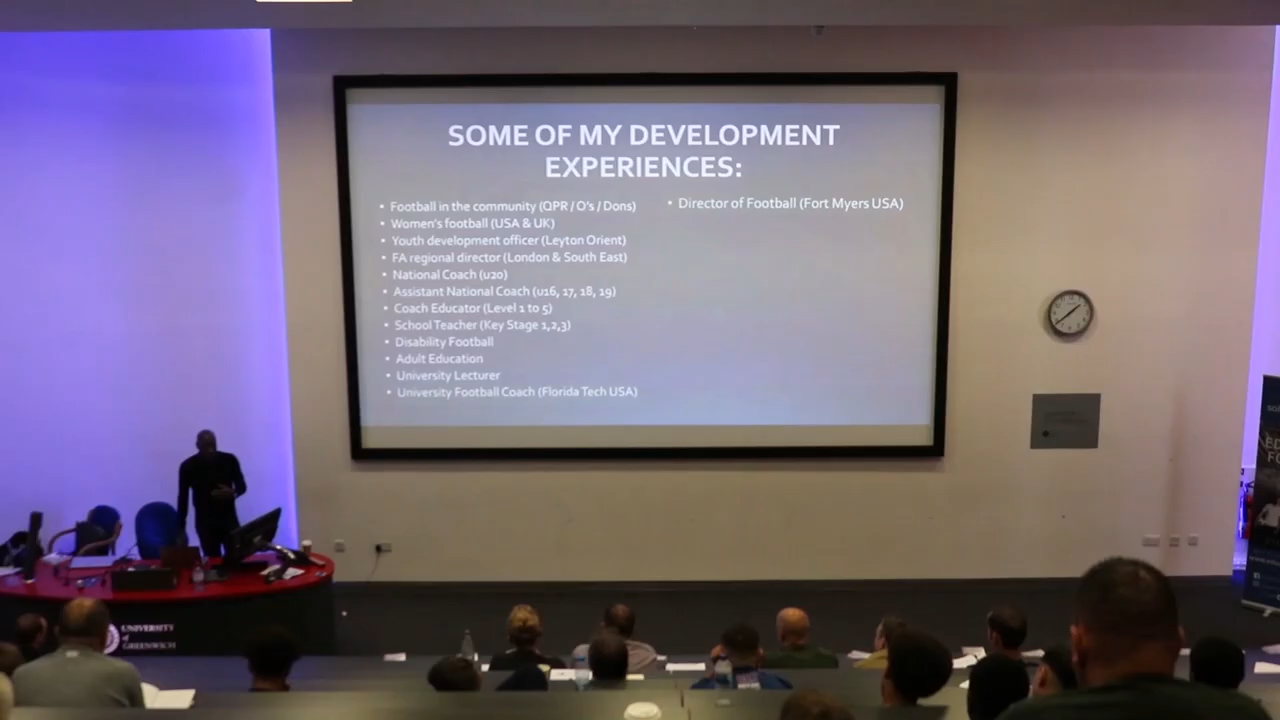 SOME OF MY DEVELOPMENT
EXPERIENCES:
• Football in the community (QPR / O's / Dons)
• Women's football (USA & UK)
• Youth development officer (Leyton Orient)
• FA regional director (London & South East)
• National Coach (u20)
• Assistant National Coach (u16, 17, 18, 19)
• Coach Educator (Level 1 to 5)
• School Teacher (Key Stage 1,2,3)
• Disability Football
• Adult Education
• University Lecturer
• University Football Coach (Florida Tech USA)
• Director of Football (Fort Myers USA)
UNIVERSITY
of
GREENWICH